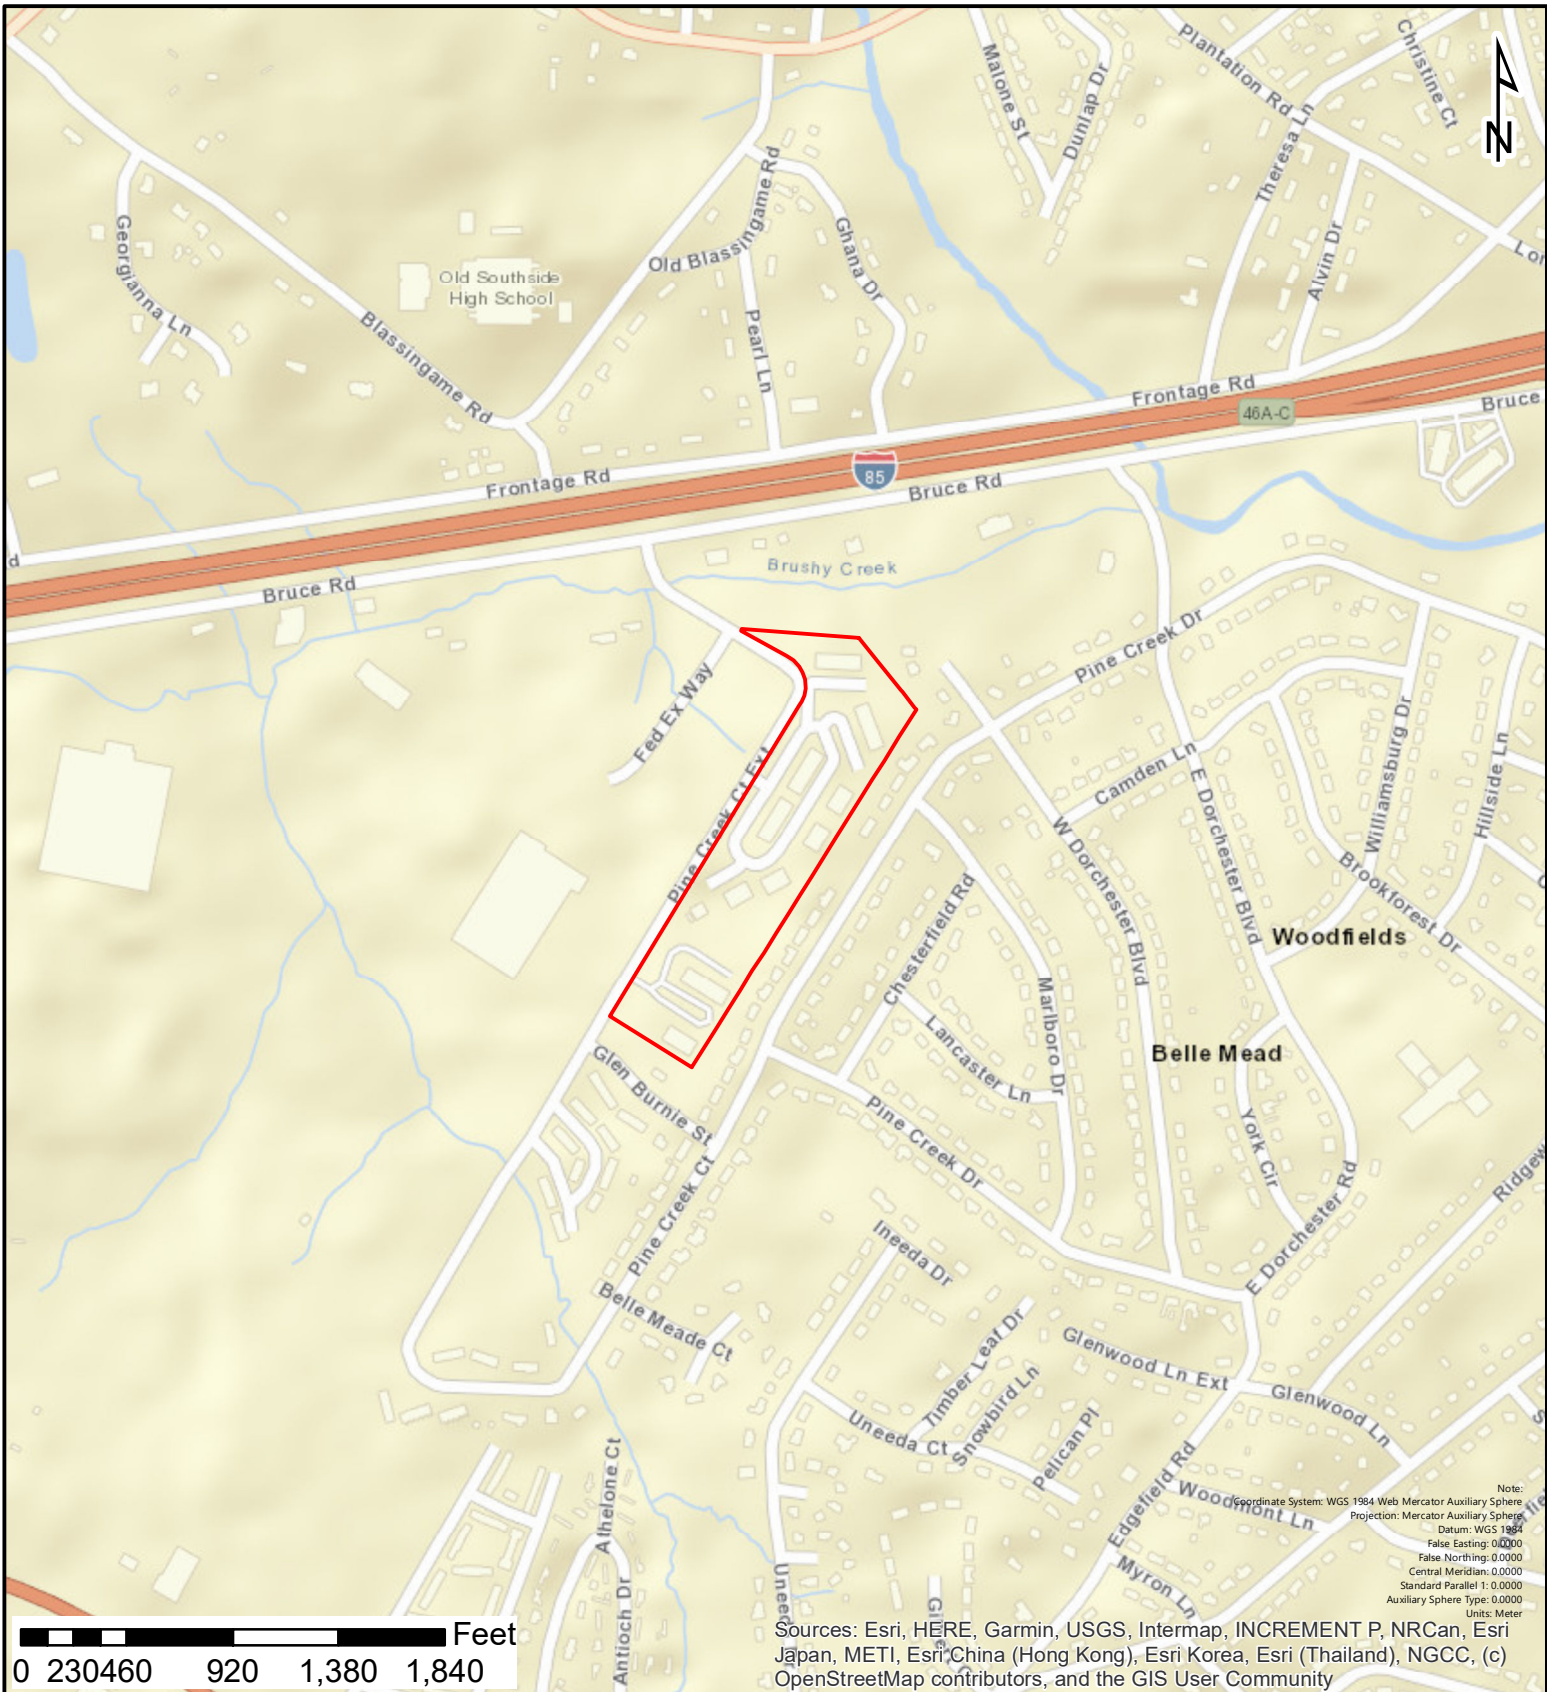 Malone St
Dunlap Dr
Plantation Rd
Christine Ct
Theresa Ln
Alvin Dr
N
Georgianna Ln
Old Southside
High School
Old Blassingame Rd
Ghana Dr
Pearl Ln
Blassingame Rd
Frontage Rd
46A-C
Bruce
Frontage Rd
85
Bruce Rd
d
Bruce Rd
Brushy Creek
Fed Ex Way
Pine Creek Dr
Pine Creek Ct Ext
Camden Ln
E Dorchester Blvd
Williamsburg Dr
Hillside Ln
W Dorchester Blvd
Brookforest Dr
Chesterfield Rd
Woodfields
Marlboro Dr
Lancaster Ln
Belle Mead
Glen Burnie St
Pine Creek Dr
York Cir
Pine Creek Ct
Ridgew
E Dorchester Rd
Ineeda Dr
Belle Meade Ct
Timber Leaf Dr
Glenwood Ln Ext
Glenwood Ln
Snowbird Ln
Uneeda Ct
Pelican Pl
Edgefield Rd
Woodmont Ln
Alhelone Ct
Antioch Dr
Myron Ln
Note:
Coordinate System: WGS 1984 Web Mercator Auxiliary Sphere
Projection: Mercator Auxiliary Sphere
Datum: WGS 1984
False Easting: 0.0000
False Northing: 0.0000
Central Meridian: 0.0000
Standard Parallel 1: 0.0000
Auxiliary Sphere Type: 0.0000
Units: Meter
Feet
0 230 460 920 1,380 1,840
Sources: Esri, HERE, Garmin, USGS, Intermap, INCREMENT P, NRCan, Esri
Japan, METI, Esri China (Hong Kong), Esri Korea, Esri (Thailand), NGCC, (c)
OpenStreetMap contributors, and the GIS User Community